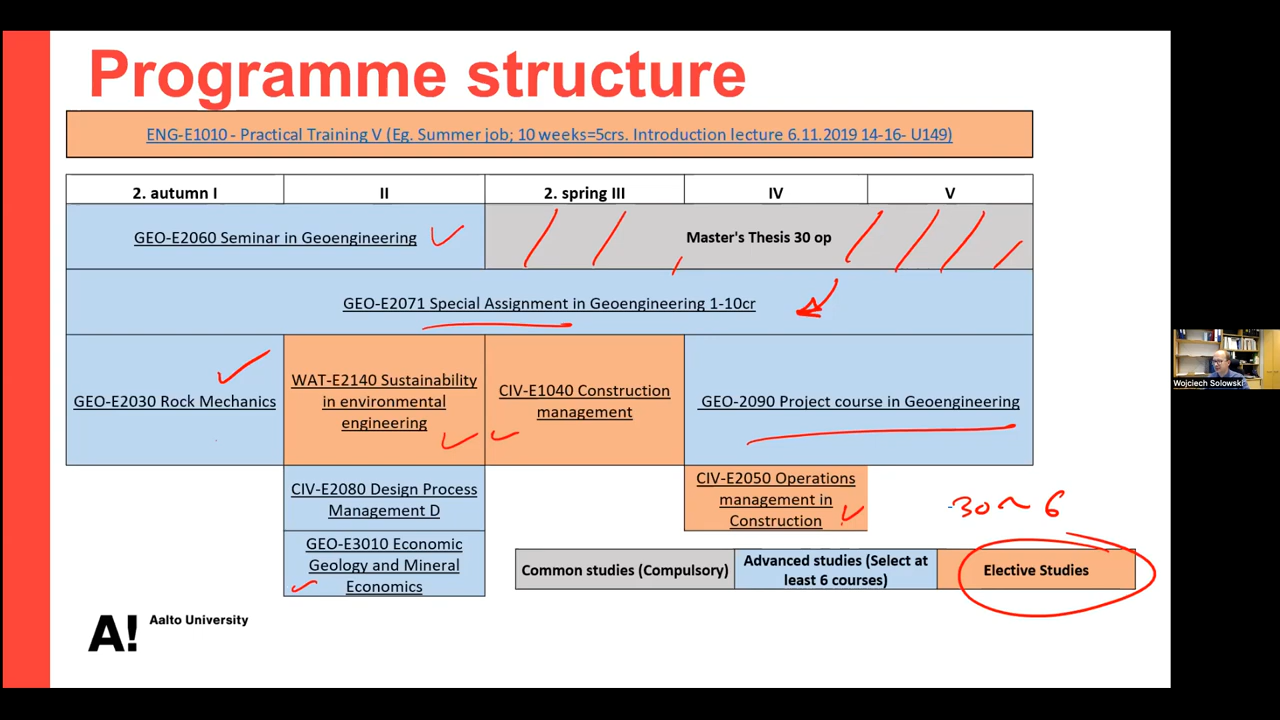 Programme structure
ENG-E1010 - Practical Training V (Eg. Summer job; 10 weeks=5crs. Introduction lecture 6.11.2019 14-16- U149)
2. autumn I
II
2. spring III
IV
V
GEO-E2060 Seminar in Geoengineering
Master's Thesis 30 op
GEO-E2071 Special Assignment in Geoengineering 1-10cr
GEO-E2030 Rock Mechanics
WAT-E2140 Sustainability
in environmental
engineering
CIV-E1040 Construction
management
GEO-2090 Project course in Geoengineering
CIV-E2080 Design Process
Management D
CIV-E2050 Operations
management in
Construction
30 ~ 6
GEO-E3010 Economic
Geology and Mineral
Economics
Common studies (Compulsory)
Advanced studies (Select at
least 6 courses)
Elective Studies
A!
Aalto University
Wojciech Solowski